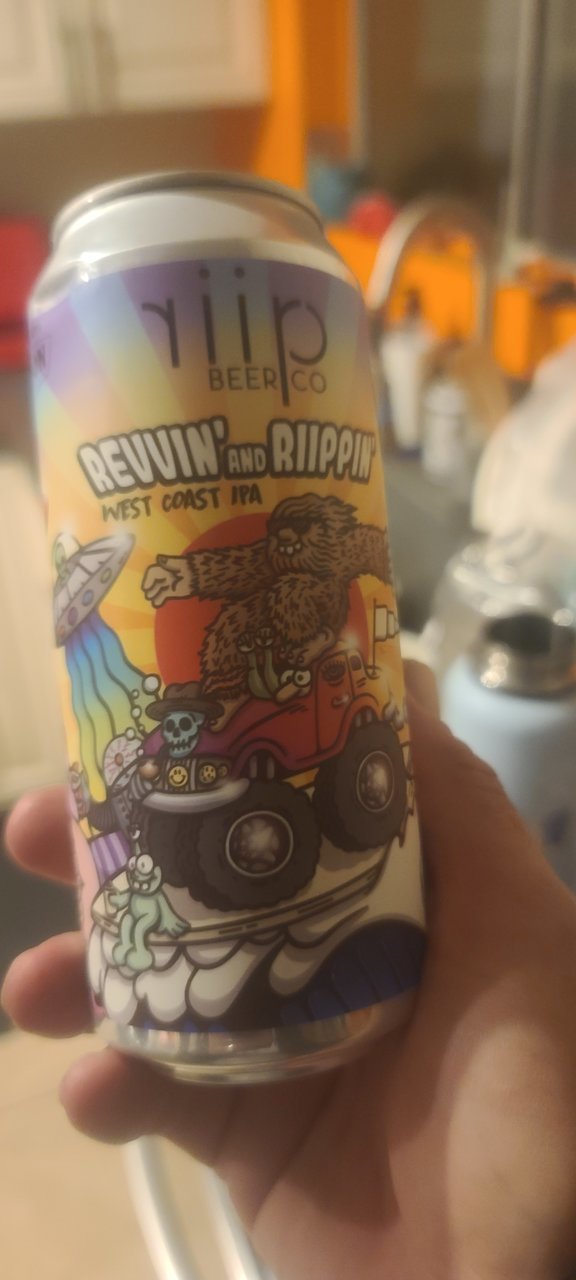 riip
BEER CO
REVVIN' AND RIIPPIN'
WEST COAST IPA